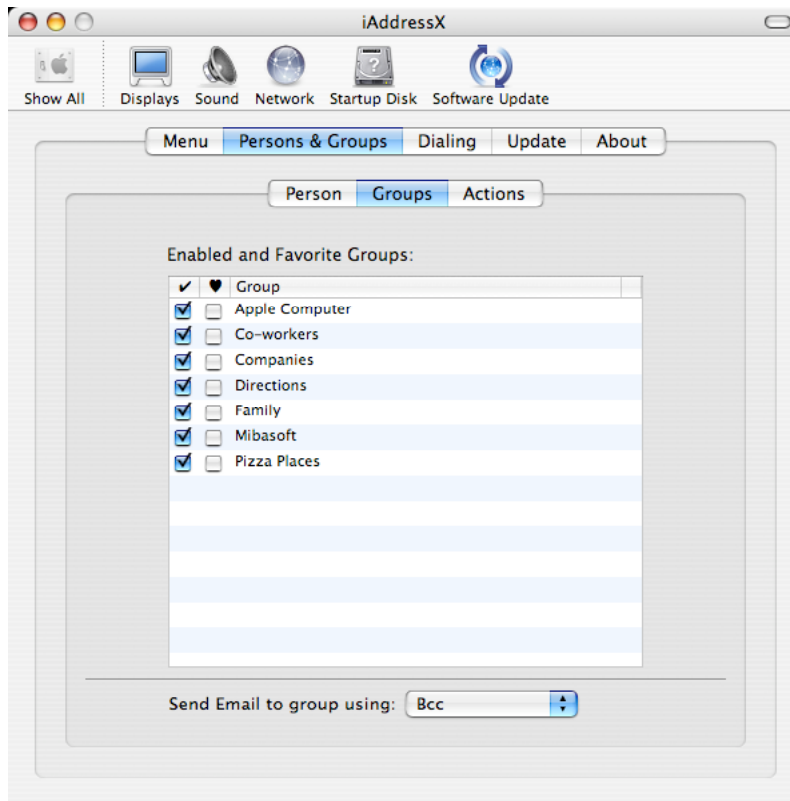 iAddressX
Show All Displays Sound Network Startup Disk Software Update
Menu Persons & Groups Dialing Update About
Person Groups Actions
Enabled and Favorite Groups:
✔ ♥ Group
Apple Computer
Co-workers
Companies
Directions
Family
Mibasoft
Pizza Places
Send Email to group using: Bcc